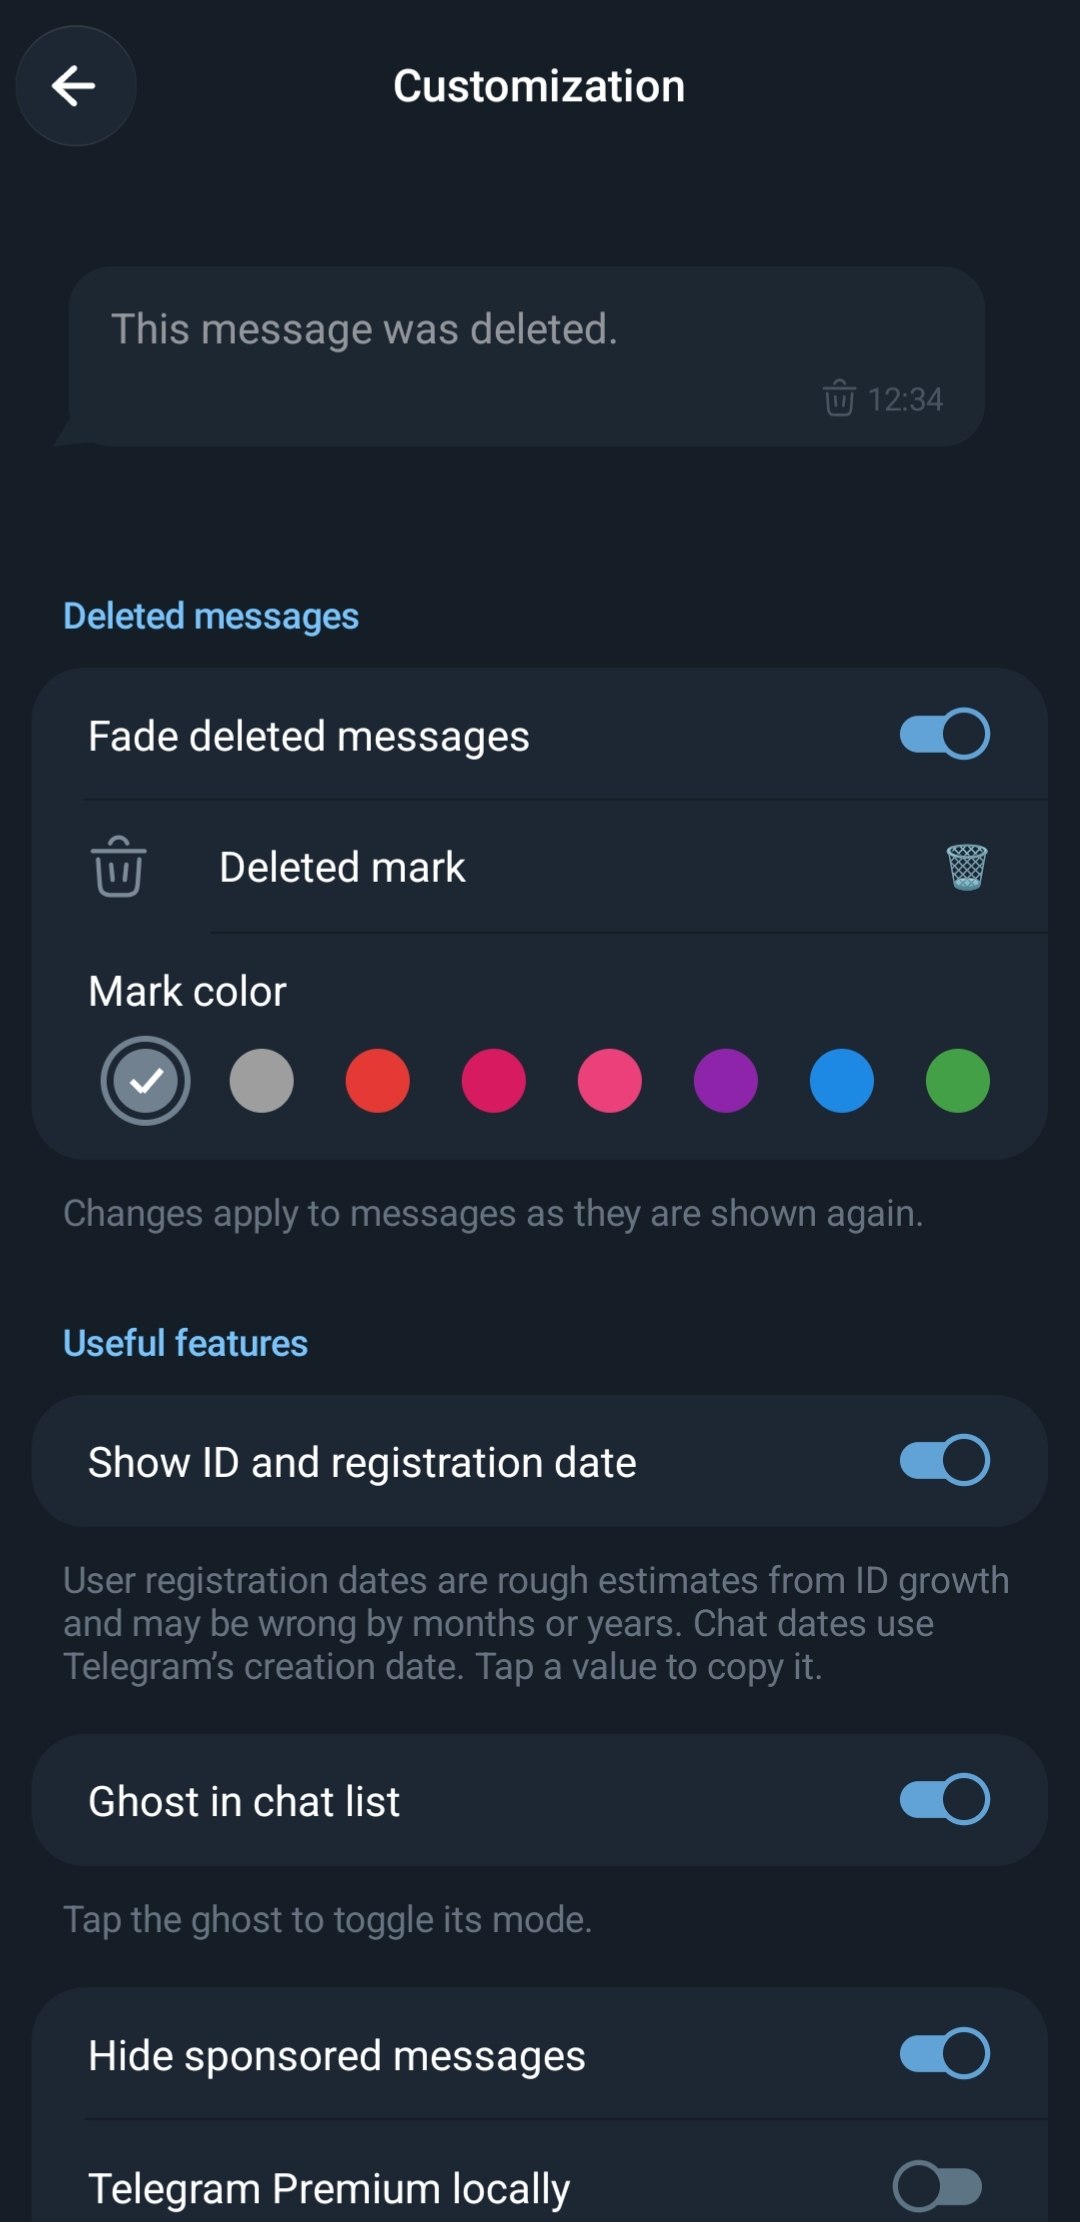 Customization
This message was deleted.
12:34
Deleted messages
Fade deleted messages
Deleted mark
Mark color
Changes apply to messages as they are shown again.
Useful features
Show ID and registration date
User registration dates are rough estimates from ID growth
and may be wrong by months or years. Chat dates use
Telegram’s creation date. Tap a value to copy it.
Ghost in chat list
Tap the ghost to toggle its mode.
Hide sponsored messages
Telegram Premium locally